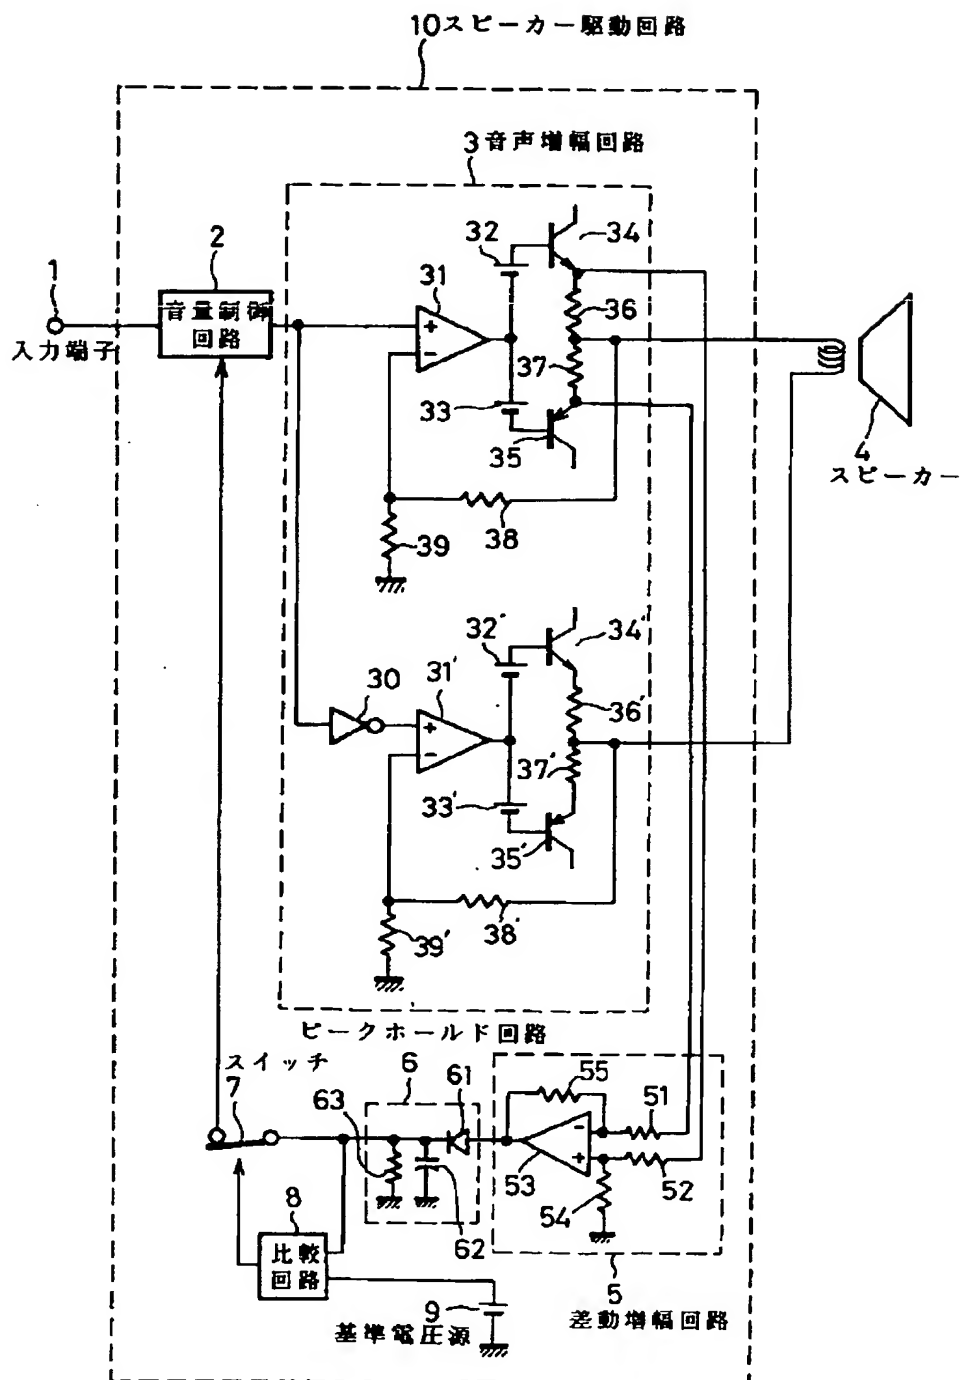 10スピーカー駆動回路
3音声増幅回路
32
34
2
31
36
1
音量制御
回路
入力端子
37
33
35
4
スピーカー
38
39
32'
34'
30
31'
36'
37'
33'
35'
38'
39'
ピークホールド回路
スイッチ
7
6
61
55
51
63
53
52
54
62
8
比較
回路
5
差動増幅回路
9
基準電圧源